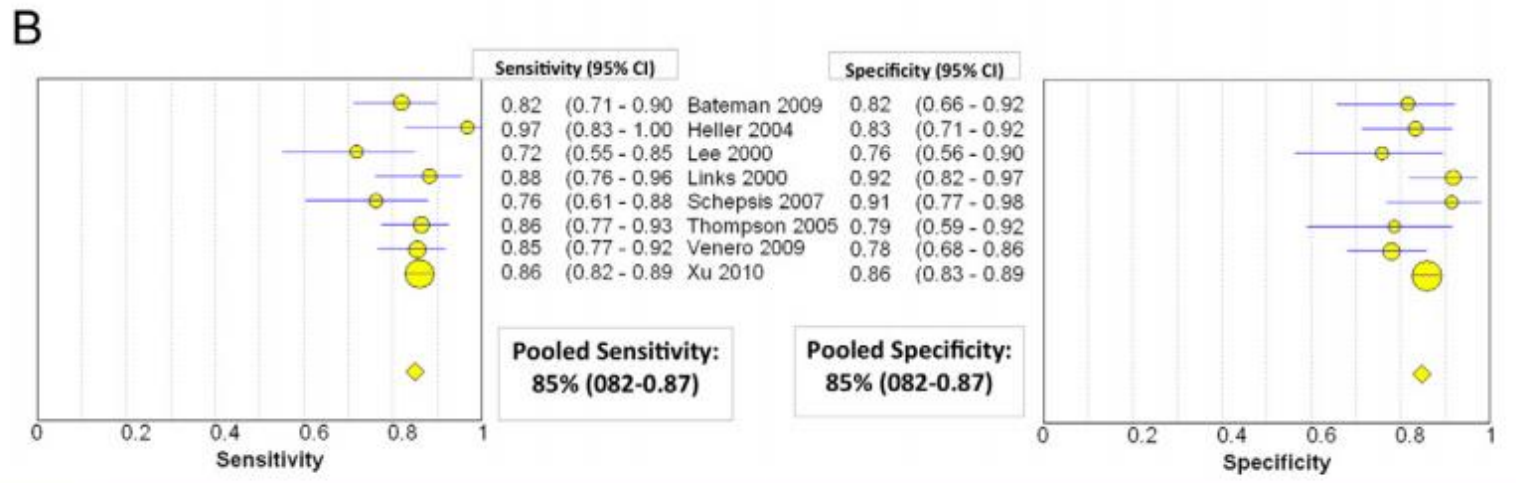 B
Sensitivity (95% CI) Specificity (95% CI)
0.82 (0.71 - 0.90 Bateman 2009 0.82 (0.66 - 0.92
0.97 (0.83 - 1.00 Heller 2004 0.83 (0.71 - 0.92
0.72 (0.55 - 0.85 Lee 2000 0.76 (0.56 - 0.90
0.88 (0.76 - 0.96 Links 2000 0.92 (0.82 - 0.97
0.76 (0.61 - 0.88 Schepsis 2007 0.91 (0.77 - 0.98
0.86 (0.77 - 0.93 Thompson 2005 0.79 (0.59 - 0.92
0.85 (0.77 - 0.92 Venero 2009 0.78 (0.68 - 0.86
0.86 (0.82 - 0.89 Xu 2010 0.86 (0.83 - 0.89
Pooled Sensitivity:
85% (082-0.87)
Pooled Specificity:
85% (082-0.87)
0 0.2 0.4 0.6 0.8 1
Sensitivity
0 0.2 0.4 0.6 0.8 1
Specificity